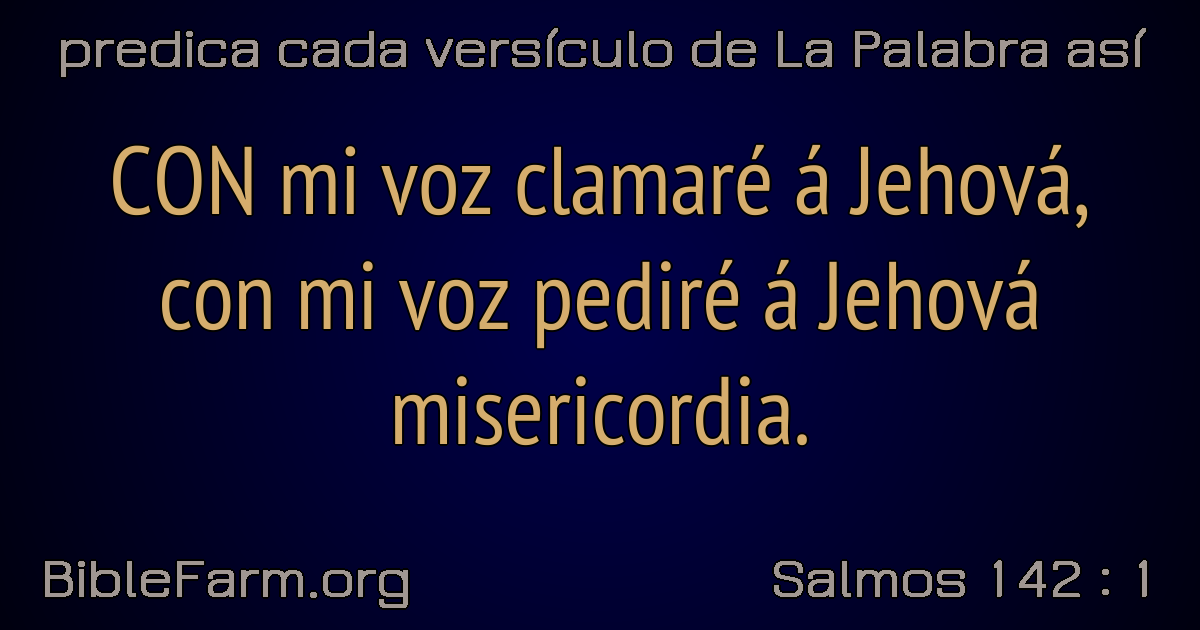 predica cada versículo de La Palabra así
CON mi voz clamaré á Jehová,
con mi voz pediré á Jehová
misericordia.
BibleFarm.org
Salmos 142 : 1